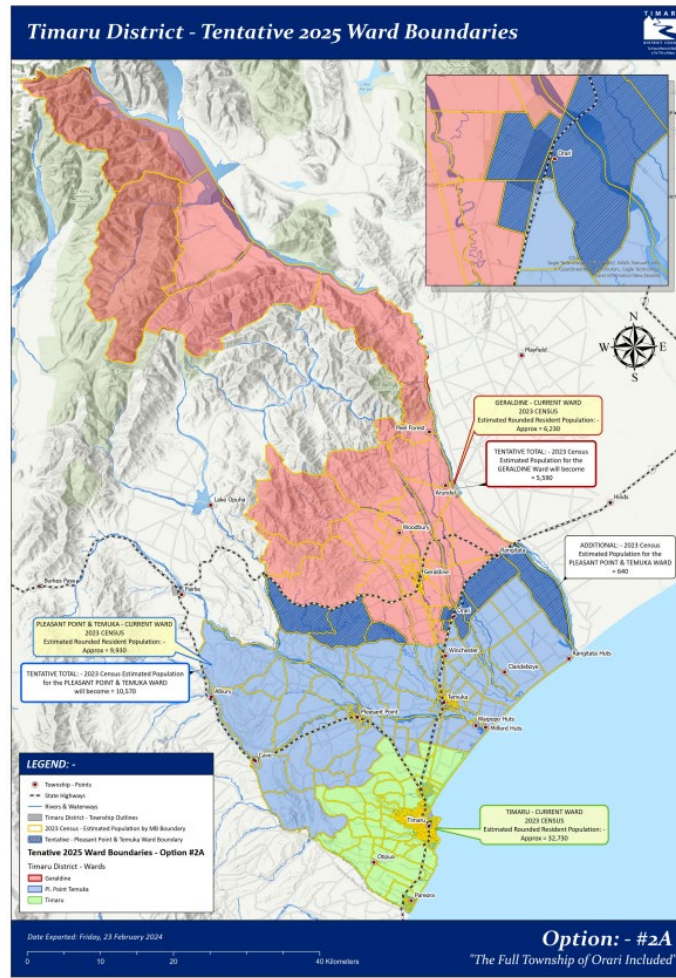 Timaru District - Tentative 2025 Ward Boundaries
TIMARU
DISTRICT COUNCIL
Orari
N
W E
S
Mayfield
GERALDINE - CURRENT WARD
2023 CENSUS
Estimated Rounded Resident Population: -
Approx = 6,230
Peel Forest
TENTATIVE TOTAL: - 2023 Census
Estimated Population for the
GERALDINE Ward will become
= 5,590
Arundel
Hinds
Lake Opuha
Woodbury
Rangitata
ADDITIONAL: - 2023 Census
Estimated Population for the
PLEASANT POINT & TEMUKA WARD
= 640
Geraldine
Burkes Pass
Fairlie
Orari
PLEASANT POINT & TEMUKA - CURRENT WARD
2023 CENSUS
Estimated Rounded Resident Population: -
Approx = 9,930
Winchester
Rangitata Huts
Clandeboye
TENTATIVE TOTAL: - 2023 Census Estimated Population
for the PLEASANT POINT & TEMUKA WARD
will become = 10,570
Albury
Temuka
Pleasant Point
Waipopo Huts
Milford Huts
Cave
LEGEND: -
Township - Points
State Highways
Rivers & Waterways
Timaru District - Township Outlines
2023 Census - Estimated Population by MB Boundary
Tentative - Pleasant Point & Temuka Ward Boundary
Tenative 2025 Ward Boundaries - Option #2A
Timaru District - Wards
Geraldine
Pl. Point Temuka
Timaru
TIMARU - CURRENT WARD
2023 CENSUS
Estimated Rounded Resident Population: -
Approx = 32,730
Timaru
Otipua
Pareora
Date Exported: Friday, 23 February 2024
0 10 20 40 Kilometers
Option: - #2A
"The Full Township of Orari Included"